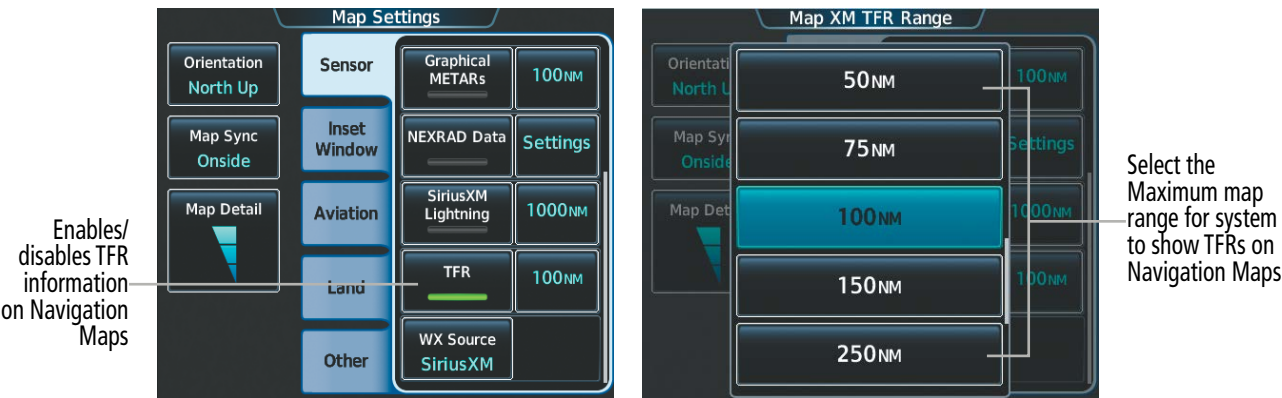 Map Settings
Orientation
North Up
Map Sync
Onside
Map Detail
Sensor
Inset
Window
Aviation
Land
Other
Graphical
METARs
100NM
NEXRAD Data
Settings
SiriusXM
Lightning
1000NM
TFR
100NM
WX Source
SiriusXM
Enables/
disables TFR
information
on Navigation
Maps
Map XM TFR Range
Orientati
North U
Map Syn
Onside
Map Det
50NM
75NM
100NM
150NM
250NM
100NM
Settings
1000NM
100NM
Select the
Maximum map
range for system
to show TFRs on
Navigation Maps